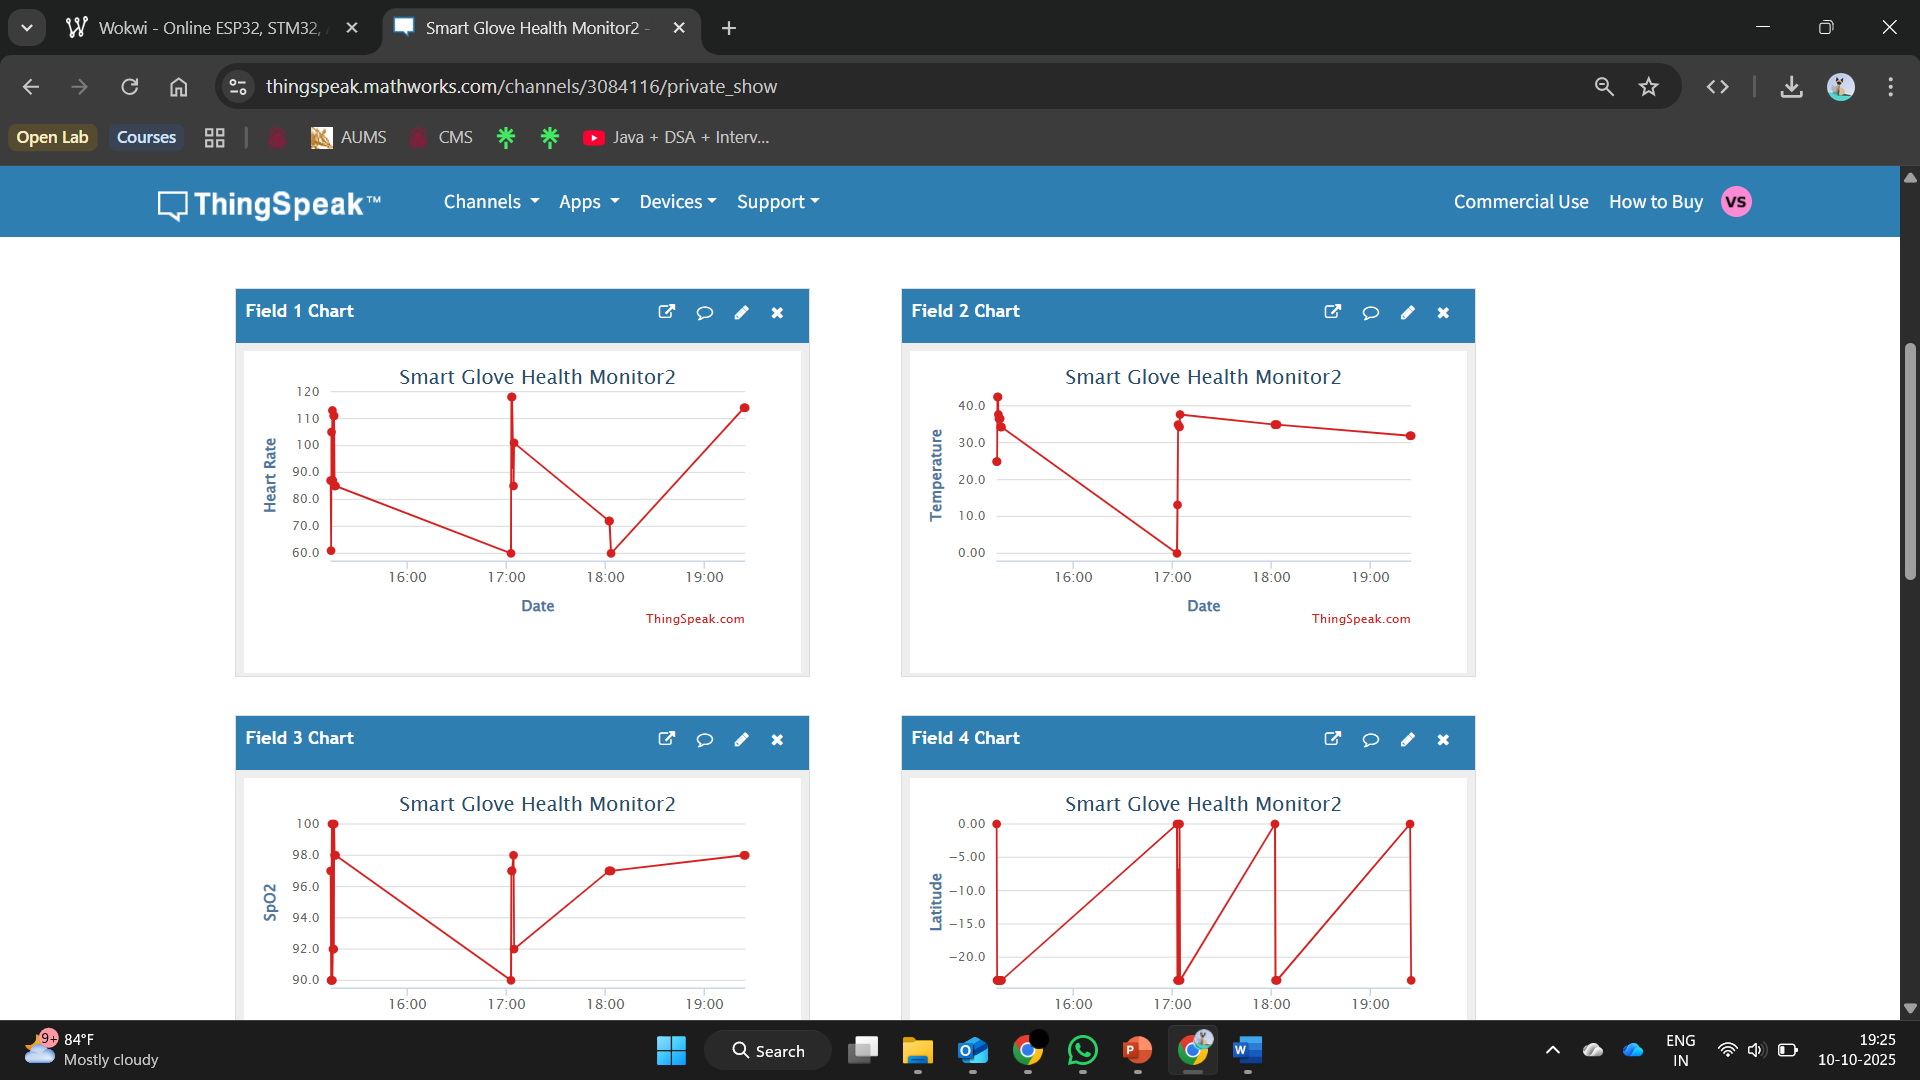 Wokwi - Online ESP32, STM32,
Smart Glove Health Monitor2 -
thingspeak.mathworks.com/channels/3084116/private_show
Open Lab
Courses
AUMS
CMS
Java + DSA + Interv...
ThingSpeak™
Channels
Apps
Devices
Support
Commercial Use
How to Buy
VS
Field 1 Chart
Smart Glove Health Monitor2
Heart Rate
120
110
100
90.0
80.0
70.0
60.0
16:00
17:00
18:00
19:00
Date
ThingSpeak.com
Field 2 Chart
Smart Glove Health Monitor2
Temperature
40.0
30.0
20.0
10.0
0.00
16:00
17:00
18:00
19:00
Date
ThingSpeak.com
Field 3 Chart
Smart Glove Health Monitor2
SpO2
100
98.0
96.0
94.0
92.0
90.0
16:00
17:00
18:00
19:00
Field 4 Chart
Smart Glove Health Monitor2
Latitude
0.00
−5.00
−10.0
−15.0
−20.0
16:00
17:00
18:00
19:00
9+
84°F
Mostly cloudy
Search
ENG
IN
19:25
10-10-2025